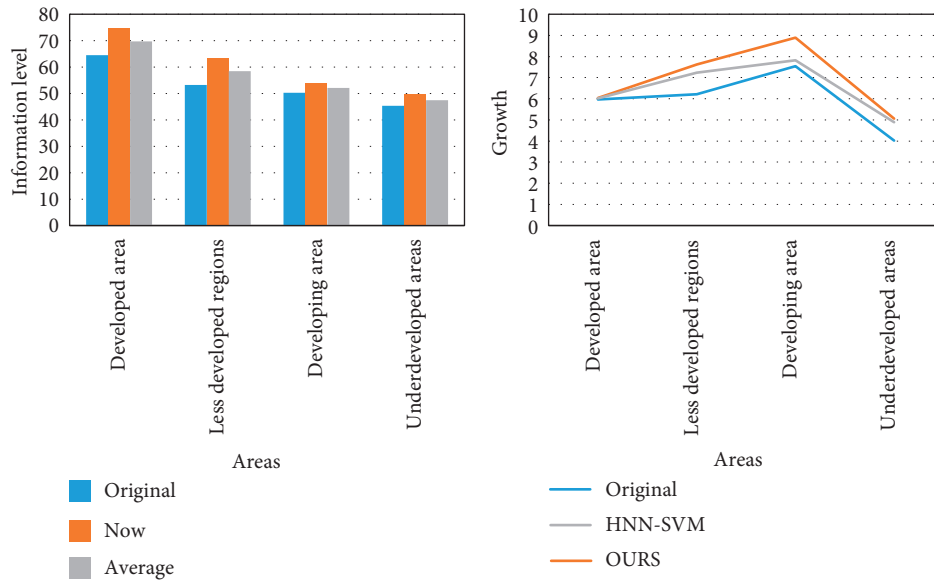 Information level
80
70
60
50
40
30
20
10
0
Developed area
Less developed regions
Developing area
Underdeveloped areas
Areas
Original
Now
Average
Growth
10
9
8
7
6
5
4
3
2
1
0
Developed area
Less developed regions
Developing area
Underdeveloped areas
Areas
Original
HNN-SVM
OURS